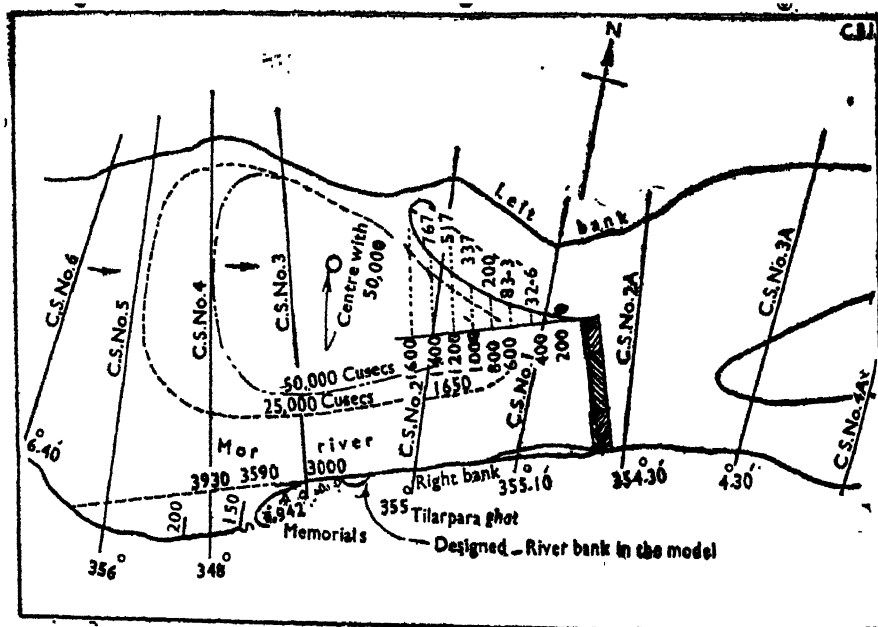 C.B.I.
N
Left bank
C.S.No.6
C.S.No.5
C.S.No.4
C.S.No.3
Centre with 50,000
767
517
337
200
83-3
32-6
1600
1200
1000
800
600
400
200
C.S.No.2
C.S.No.1
C.S.No.2A
C.S.No.3A
50,000 Cusecs
25,000 Cusecs
1650
Mor river
3930 3590 3000
6.40'
200
150
Memorials
Right bank
355°
Tilarpara ghat
355.10'
354.30'
4.30'
Designed_River bank in the model
356°
348°